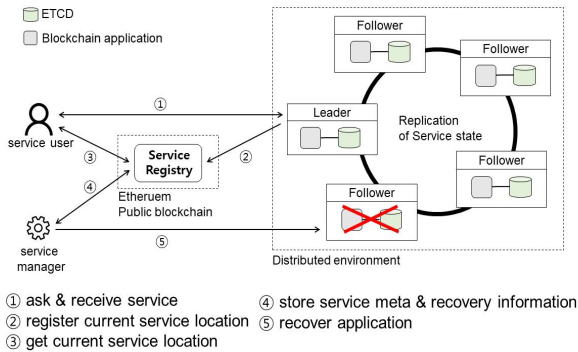 ETCD
Blockchain application
Follower
Follower
Leader
Replication
of Service state
Follower
Follower
Distributed environment
①
②
③
④
⑤
service user
Service
Registry
Etheruem
Public blockchain
service
manager
① ask & receive service
② register current service location
③ get current service location
④ store service meta & recovery information
⑤ recover application